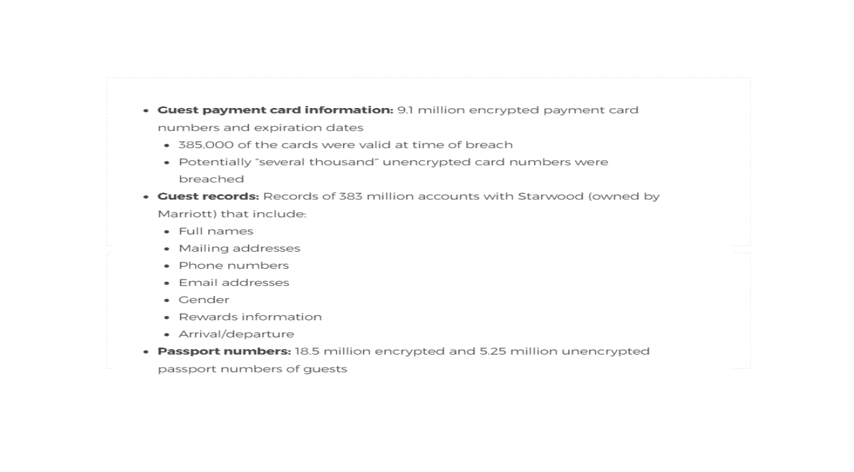 • Guest payment card information: 9.1 million encrypted payment card
numbers and expiration dates
• 385,000 of the cards were valid at time of breach
• Potentially "several thousand" unencrypted card numbers were
breached
• Guest records: Records of 383 million accounts with Starwood (owned by
Marriott) that include:
• Full names
• Mailing addresses
• Phone numbers
• Email addresses
• Gender
• Rewards information
• Arrival/departure
• Passport numbers: 18.5 million encrypted and 5.25 million unencrypted
passport numbers of guests